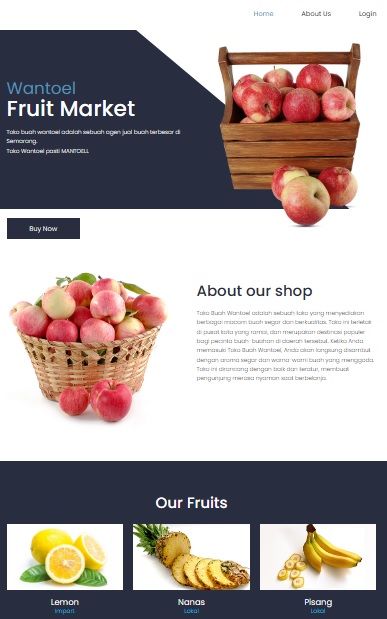 Home About Us Login
Wantoel
Fruit Market
Toko buah wantoel adalah sebuah agen jual buah terbesar di
Semarang.
Toko Wantoel pasti MANTOELL
Buy Now
About our shop
Toko Buah Wantoel adalah sebuah toko yang menyediakan
berbagai macam buah segar dan berkualitas. Toko ini terletak
di pusat kota yang ramai, dan merupakan destinasi populer
bagi pecinta buah-buahan di daerah tersebut. Ketika Anda
memasuki Toko Buah Wantoel, Anda akan langsung disambut
dengan aroma segar dan warna-warni buah yang menggoda.
Toko ini dirancang dengan baik dan teratur, membuat
pengunjung merasa nyaman saat berbelanja.
Our Fruits
Lemon Nanas Pisang
Import Lokal Lokal